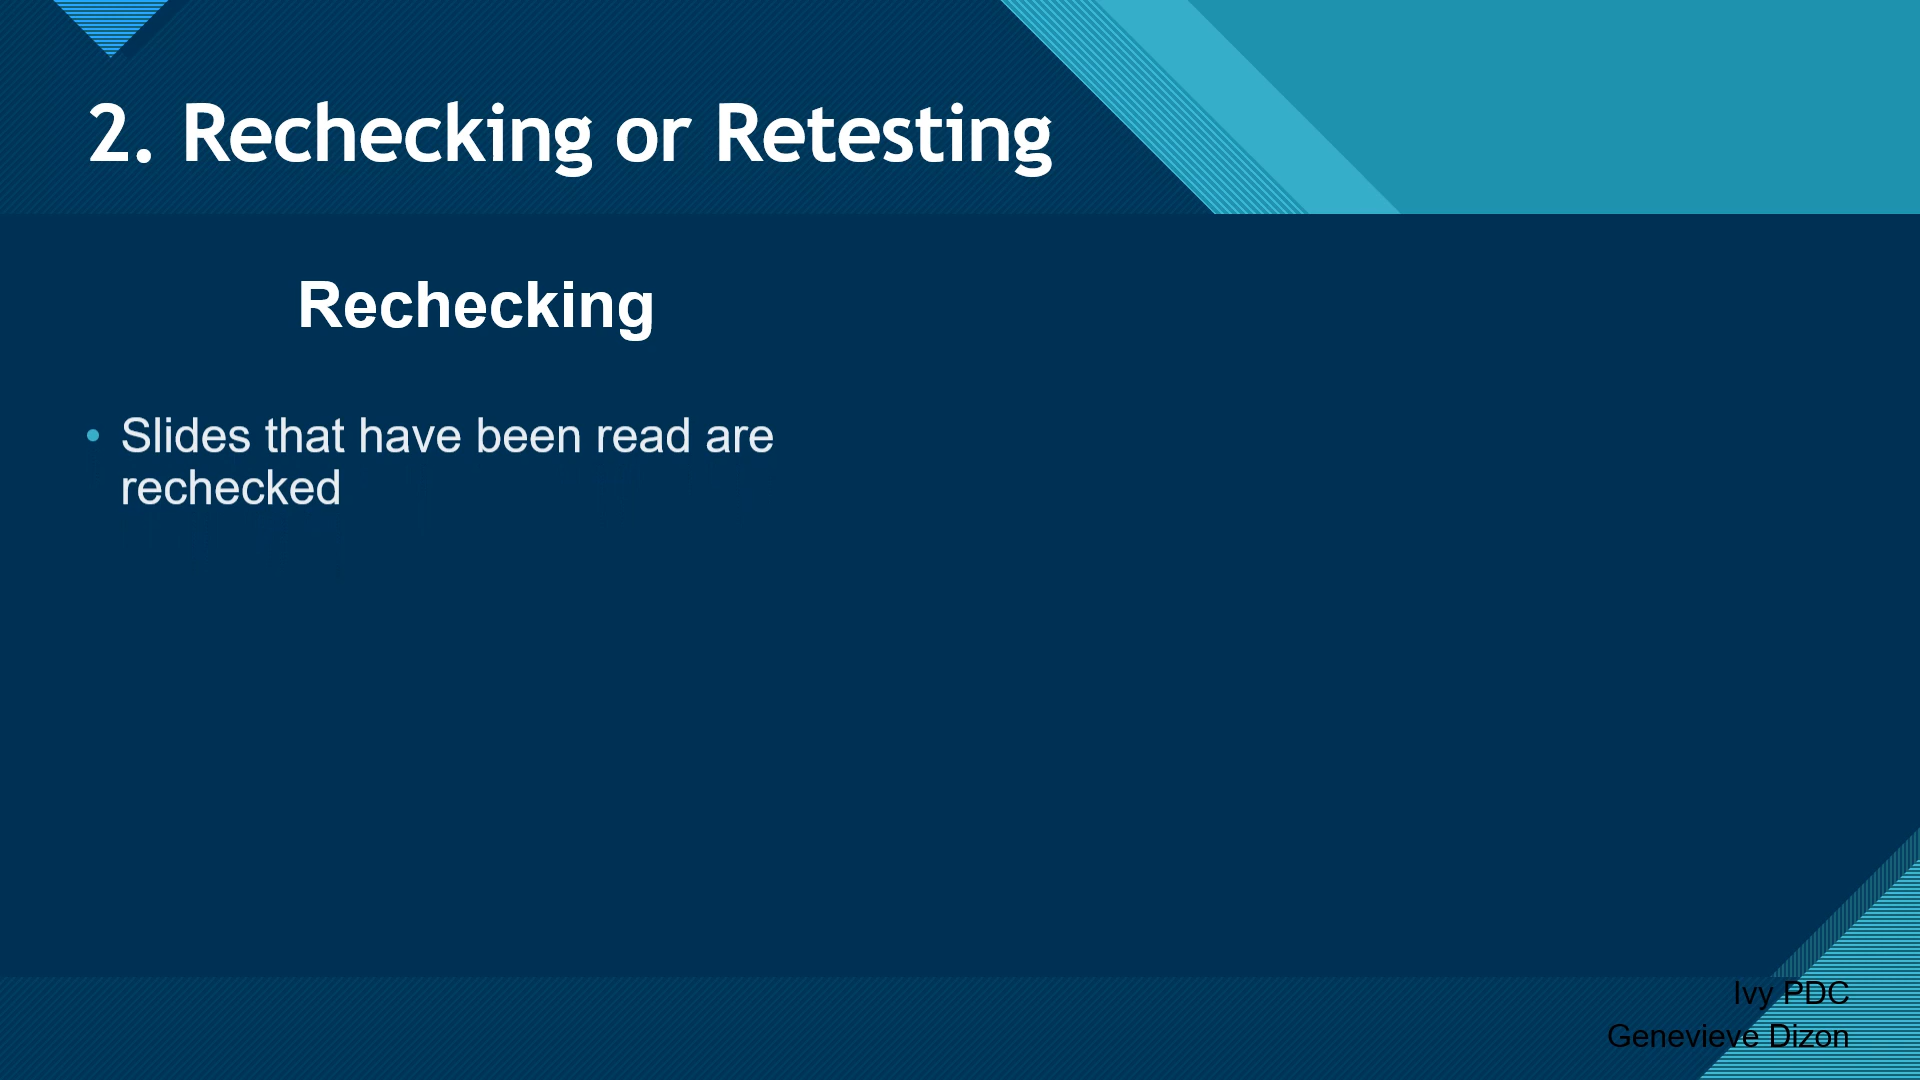 2. Rechecking or Retesting
Rechecking
• Slides that have been read are
rechecked
Ivy PDC
Genevieve Dizon